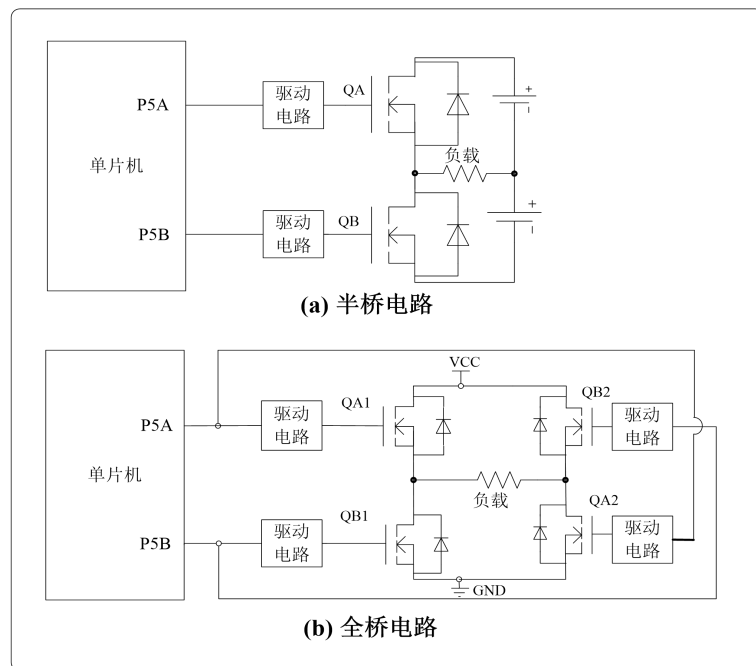 P5A
驱动
电路
QA
+
-
单片机
负载
P5B
驱动
电路
QB
+
-
(a) 半桥电路
VCC
P5A
驱动
电路
QA1
QB2
驱动
电路
单片机
负载
P5B
驱动
电路
QB1
QA2
驱动
电路
GND
(b) 全桥电路